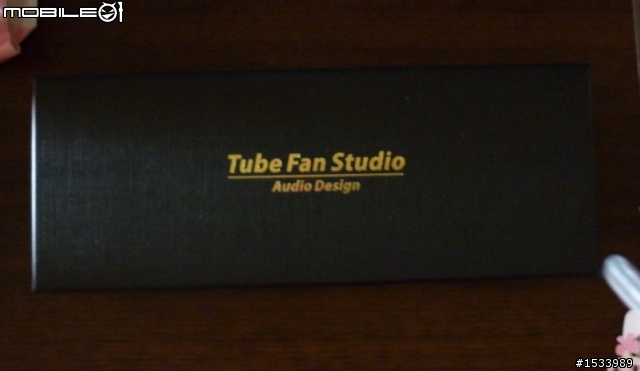 MOBILE01
Tube Fan Studio
Audio Design
#1533989